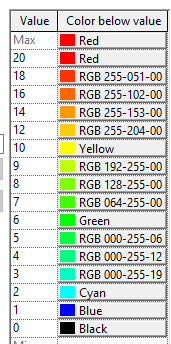 Value Color below value
Max Red
20 Red
18 RGB 255-051-00
16 RGB 255-102-00
14 RGB 255-153-00
12 RGB 255-204-00
10 Yellow
9 RGB 192-255-00
8 RGB 128-255-00
7 RGB 064-255-00
6 Green
5 RGB 000-255-06
4 RGB 000-255-12
3 RGB 000-255-19
2 Cyan
1 Blue
0 Black